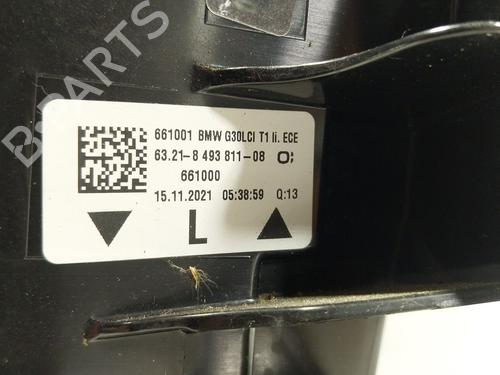 B-PARTS
661001 BMW G30LCI T1 li. ECE
63.21-8 493 811-08 O;
661000
15.11.2021 05:38:59 Q:13
L